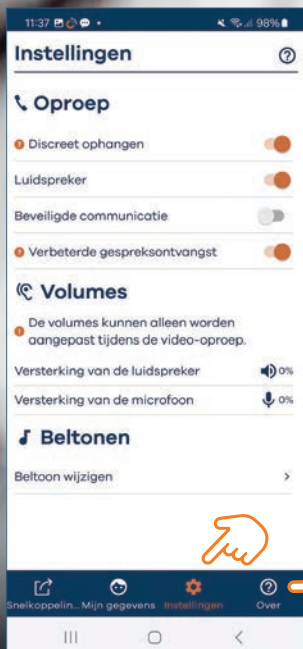 11:37
98%
Instellingen
Oproep
Discreet ophangen
Luidspreker
Beveiligde communicatie
Verbeterde gespreksontvangst
Volumes
De volumes kunnen alleen worden
aangepast tijdens de video-oproep.
Versterking van de luidspreker 0%
Versterking van de microfoon 0%
Beltonen
Beltoon wijzigen
Snelkoppelin... Mijn gegevens Instellingen Over